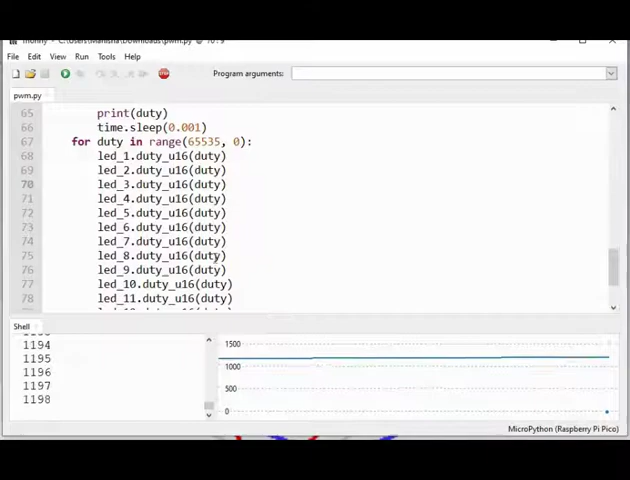 File Edit View Run Tools Help
Program arguments:
pwm.py
65 print(duty)
66 time.sleep(0.001)
67 for duty in range(65535, 0):
68 led_1.duty_u16(duty)
69 led_2.duty_u16(duty)
70 led_3.duty_u16(duty)
71 led_4.duty_u16(duty)
72 led_5.duty_u16(duty)
73 led_6.duty_u16(duty)
74 led_7.duty_u16(duty)
75 led_8.duty_u16(duty)
76 led_9.duty_u16(duty)
77 led_10.duty_u16(duty)
78 led_11.duty_u16(duty)
Shell
1194
1195
1196
1197
1198
1500
1000
500
0
MicroPython (Raspberry Pi Pico)